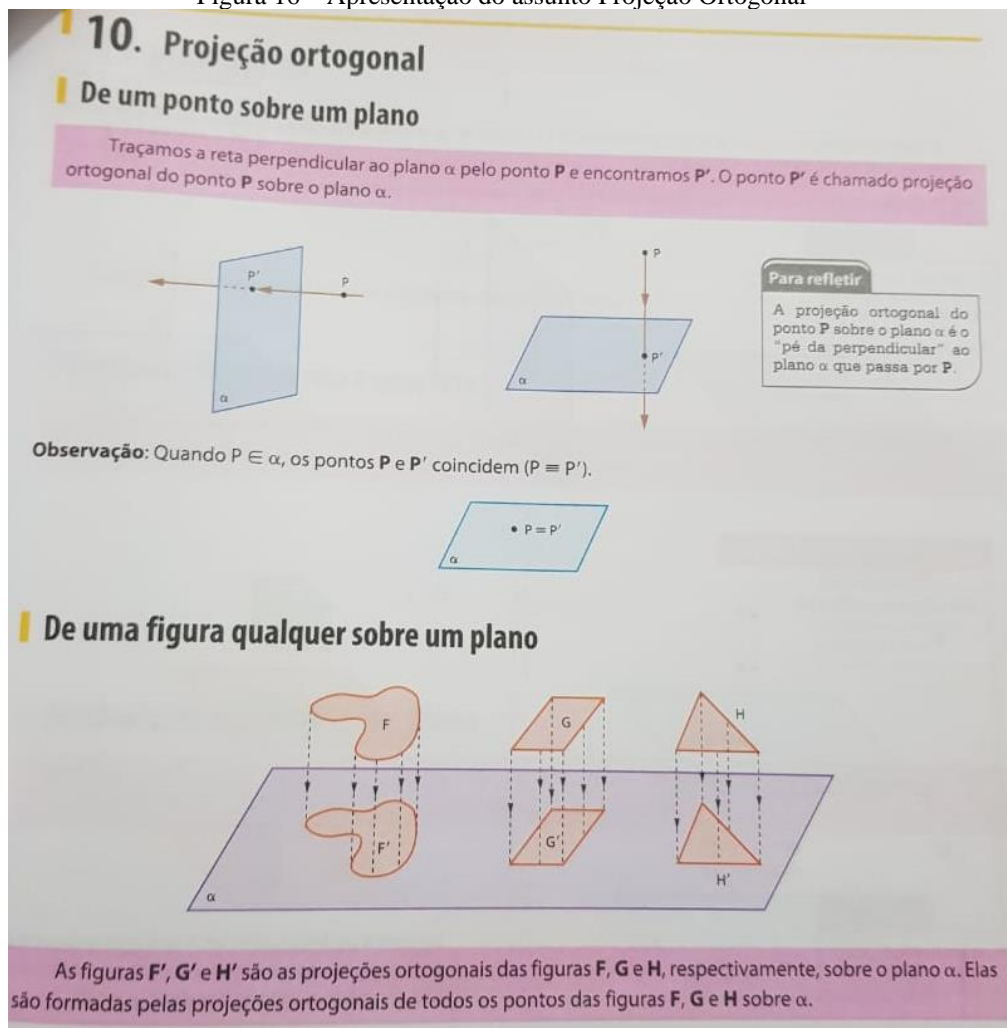 Figura 16 – Apresentação do assunto Projeção Ortogonal
10. Projeção ortogonal
De um ponto sobre um plano
Traçamos a reta perpendicular ao plano α pelo ponto P e encontramos P′. O ponto P′ é chamado projeção
ortogonal do ponto P sobre o plano α.
P′
P
α
P
P′
α
Para refletir
A projeção ortogonal do
ponto P sobre o plano α é o
"pé da perpendicular" ao
plano α que passa por P.
Observação: Quando P ∈ α, os pontos P e P′ coincidem (P ≡ P′).
P = P′
α
De uma figura qualquer sobre um plano
F
G
H
F′
G′
H′
α
As figuras F′, G′ e H′ são as projeções ortogonais das figuras F, G e H, respectivamente, sobre o plano α. Elas
são formadas pelas projeções ortogonais de todos os pontos das figuras F, G e H sobre α.